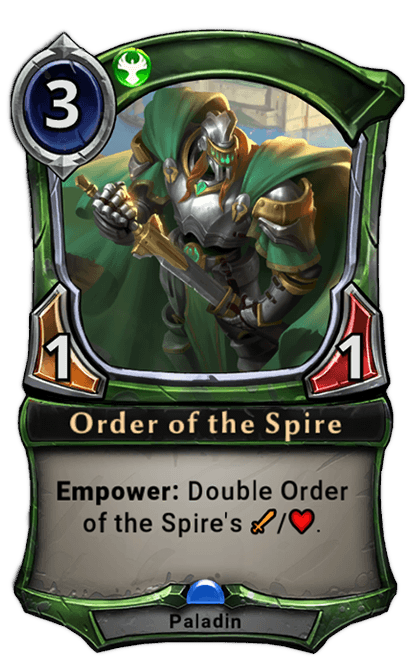 3
1
1
Order of the Spire
Empower: Double Order
of the Spire's /.
Paladin